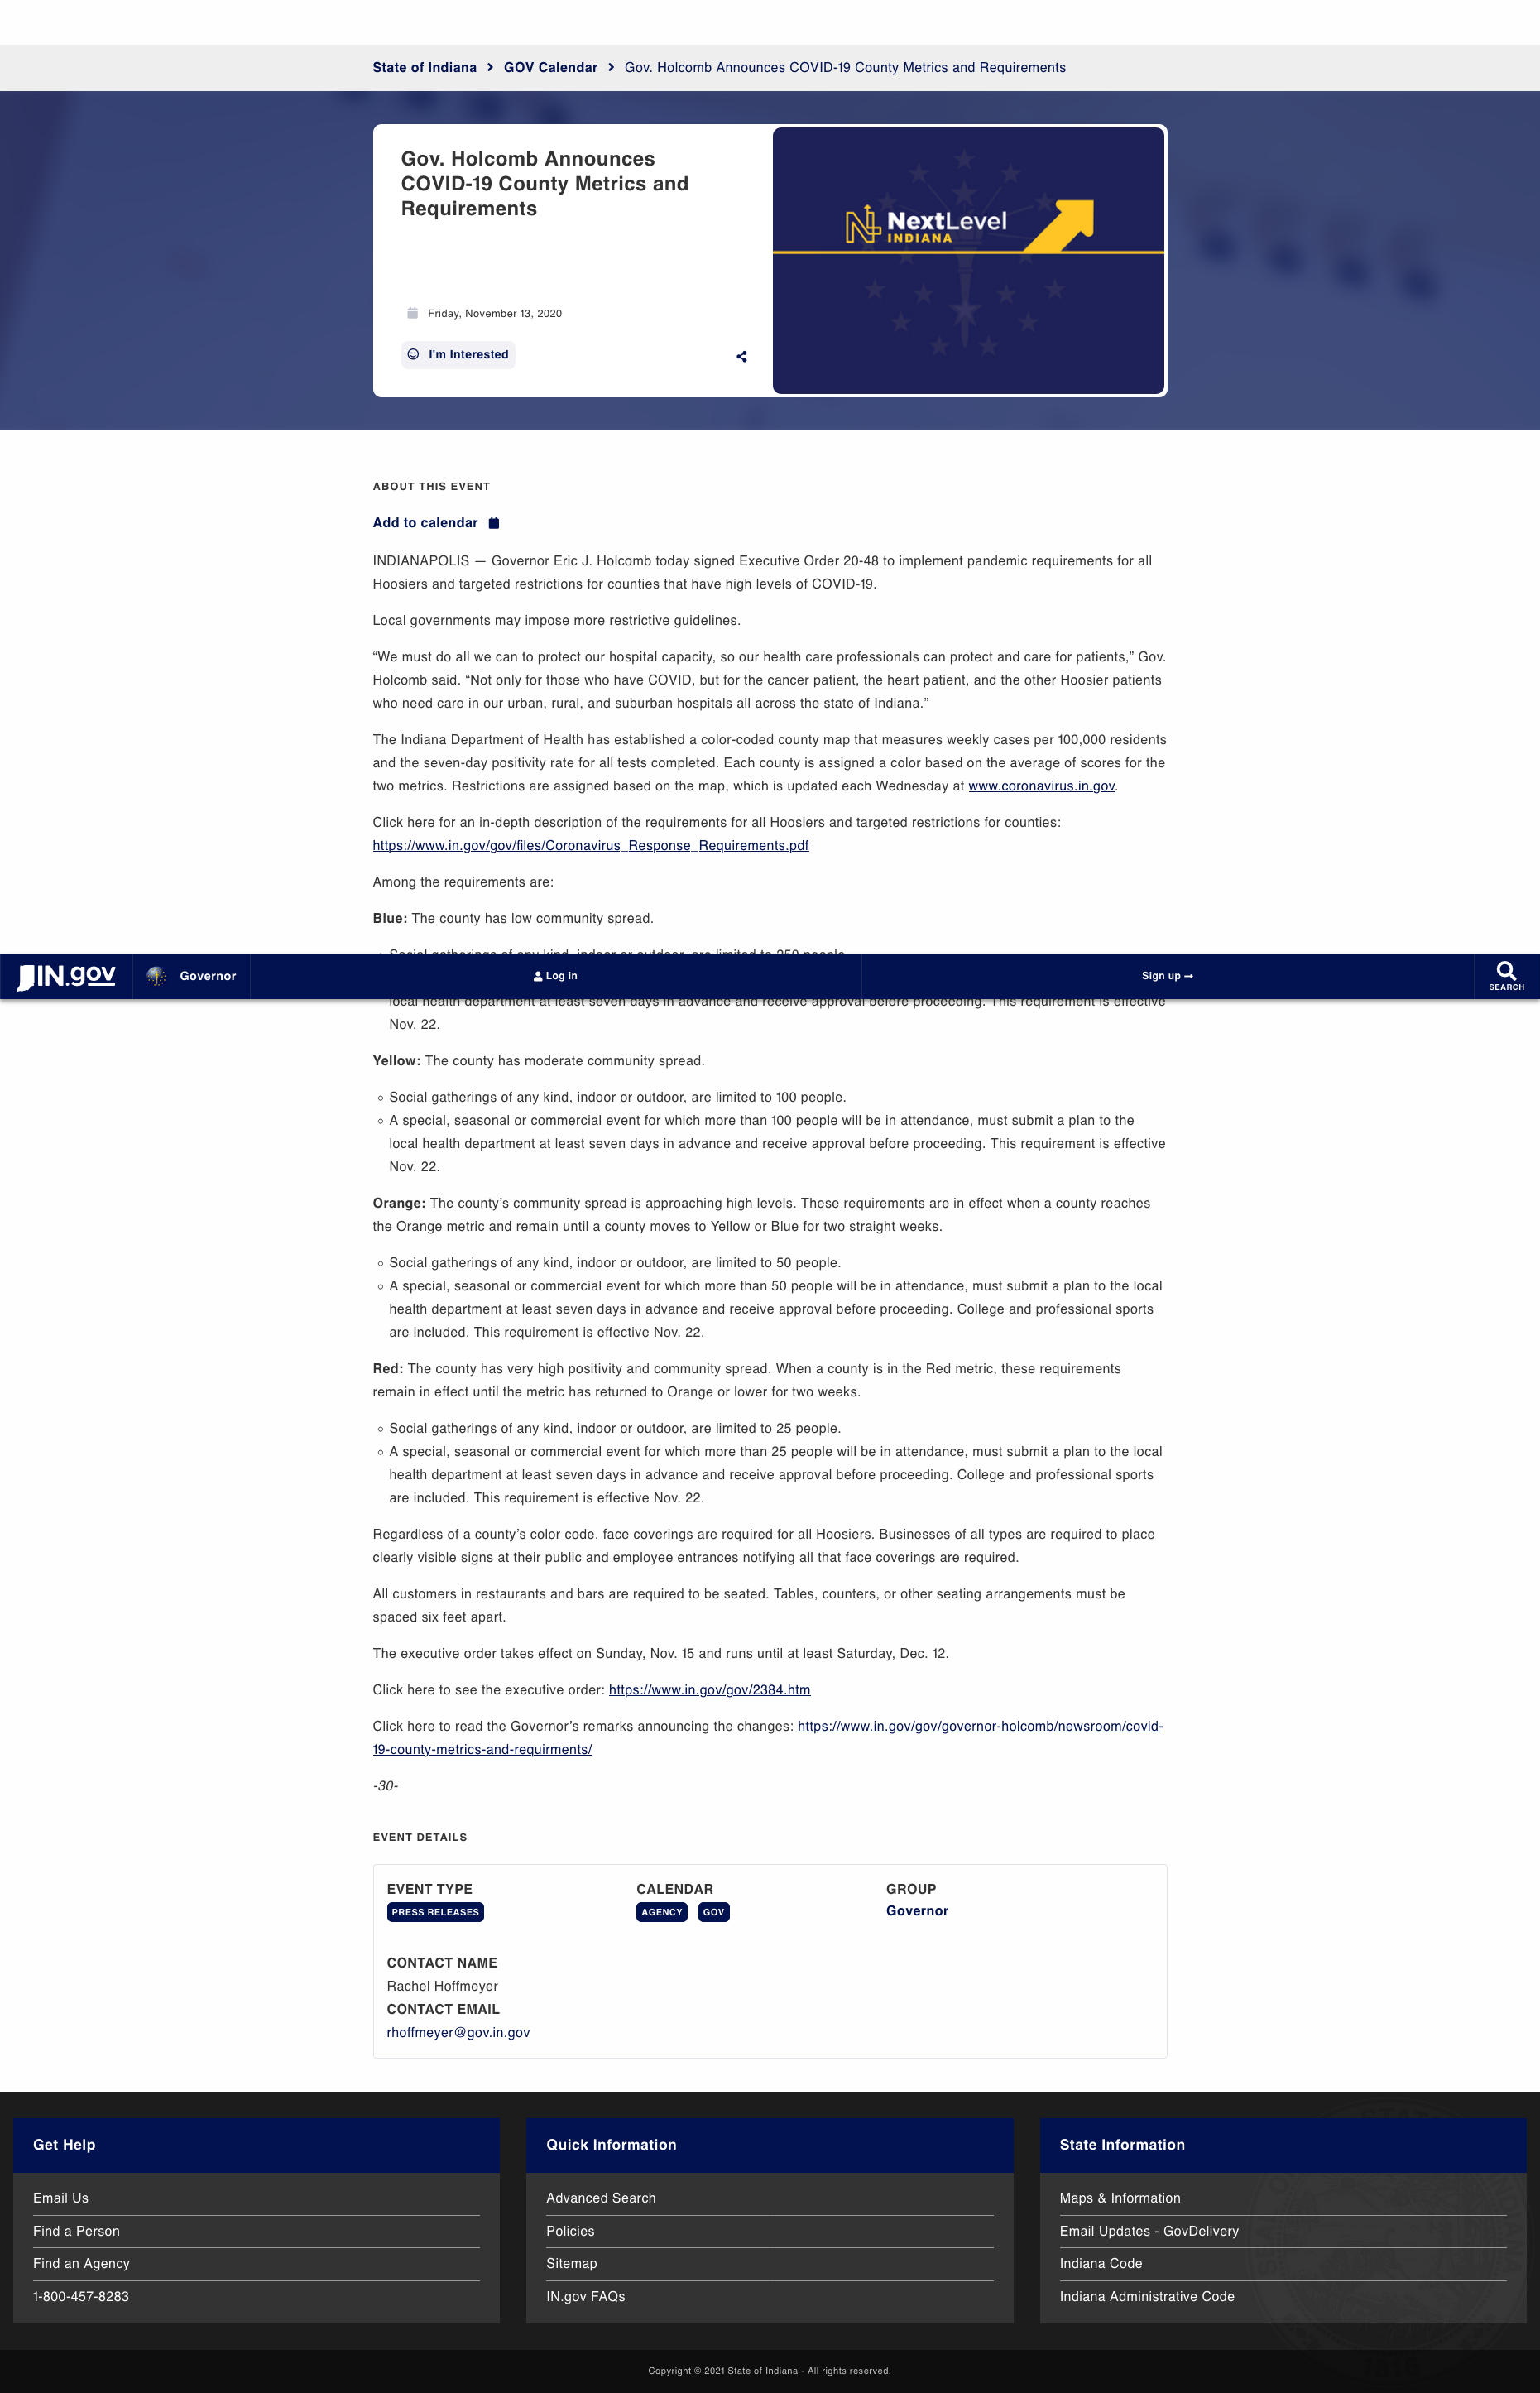 State of Indiana > GOV Calendar > Gov. Holcomb Announces COVID-19 County Metrics and Requirements
Gov. Holcomb Announces
COVID-19 County Metrics and
Requirements
Friday, November 13, 2020
I'm Interested
NextLevel
INDIANA
ABOUT THIS EVENT
Add to calendar
INDIANAPOLIS — Governor Eric J. Holcomb today signed Executive Order 20-48 to implement pandemic requirements for all
Hoosiers and targeted restrictions for counties that have high levels of COVID-19.
Local governments may impose more restrictive guidelines.
“We must do all we can to protect our hospital capacity, so our health care professionals can protect and care for patients,” Gov.
Holcomb said. “Not only for those who have COVID, but for the cancer patient, the heart patient, and the other Hoosier patients
who need care in our urban, rural, and suburban hospitals all across the state of Indiana.”
The Indiana Department of Health has established a color-coded county map that measures weekly cases per 100,000 residents
and the seven-day positivity rate for all tests completed. Each county is assigned a color based on the average of scores for the
two metrics. Restrictions are assigned based on the map, which is updated each Wednesday at www.coronavirus.in.gov.
Click here for an in-depth description of the requirements for all Hoosiers and targeted restrictions for counties:
https://www.in.gov/gov/files/Coronavirus_Response_Requirements.pdf
Among the requirements are:
Blue: The county has low community spread.
Social gatherings of any kind, indoor or outdoor, are limited to 250 people.
IN.gov
Governor
Log in
Sign up
SEARCH
local health department at least seven days in advance and receive approval before proceeding. This requirement is effective
Nov. 22.
Yellow: The county has moderate community spread.
Social gatherings of any kind, indoor or outdoor, are limited to 100 people.
A special, seasonal or commercial event for which more than 100 people will be in attendance, must submit a plan to the
local health department at least seven days in advance and receive approval before proceeding. This requirement is effective
Nov. 22.
Orange: The county’s community spread is approaching high levels. These requirements are in effect when a county reaches
the Orange metric and remain until a county moves to Yellow or Blue for two straight weeks.
Social gatherings of any kind, indoor or outdoor, are limited to 50 people.
A special, seasonal or commercial event for which more than 50 people will be in attendance, must submit a plan to the local
health department at least seven days in advance and receive approval before proceeding. College and professional sports
are included. This requirement is effective Nov. 22.
Red: The county has very high positivity and community spread. When a county is in the Red metric, these requirements
remain in effect until the metric has returned to Orange or lower for two weeks.
Social gatherings of any kind, indoor or outdoor, are limited to 25 people.
A special, seasonal or commercial event for which more than 25 people will be in attendance, must submit a plan to the local
health department at least seven days in advance and receive approval before proceeding. College and professional sports
are included. This requirement is effective Nov. 22.
Regardless of a county’s color code, face coverings are required for all Hoosiers. Businesses of all types are required to place
clearly visible signs at their public and employee entrances notifying all that face coverings are required.
All customers in restaurants and bars are required to be seated. Tables, counters, or other seating arrangements must be
spaced six feet apart.
The executive order takes effect on Sunday, Nov. 15 and runs until at least Saturday, Dec. 12.
Click here to see the executive order: https://www.in.gov/gov/2384.htm
Click here to read the Governor’s remarks announcing the changes: https://www.in.gov/gov/governor-holcomb/newsroom/covid-
19-county-metrics-and-requirments/
-30-
EVENT DETAILS
EVENT TYPE
PRESS RELEASES
CALENDAR
AGENCY GOV
GROUP
Governor
CONTACT NAME
Rachel Hoffmeyer
CONTACT EMAIL
rhoffmeyer@gov.in.gov
Get Help
Email Us
Find a Person
Find an Agency
1-800-457-8283
Quick Information
Advanced Search
Policies
Sitemap
IN.gov FAQs
State Information
Maps & Information
Email Updates - GovDelivery
Indiana Code
Indiana Administrative Code
Copyright © 2021 State of Indiana - All rights reserved.